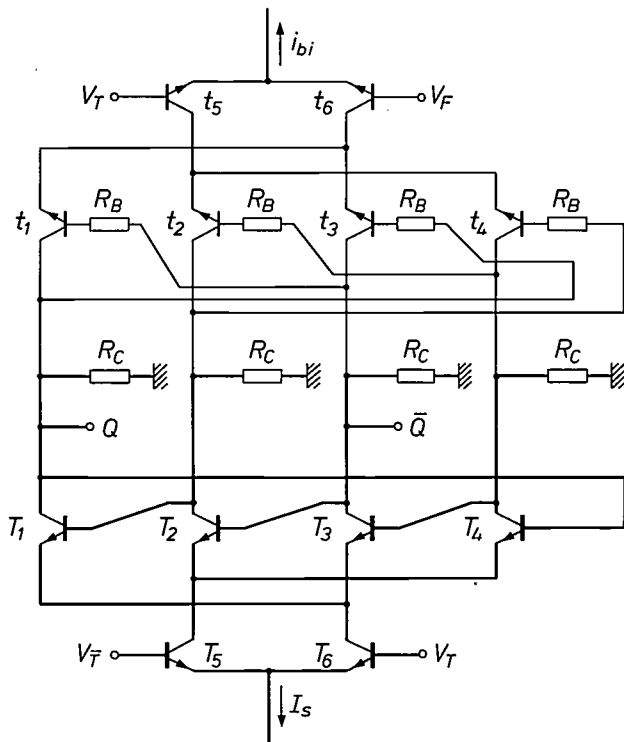 i_bi
V_T t_5 t_6 V_F
t_1 R_B t_2 R_B t_3 R_B t_4 R_B
R_C R_C R_C R_C
Q Q̄
T_1 T_2 T_3 T_4
V_T̄ T_5 T_6 V_T
I_s